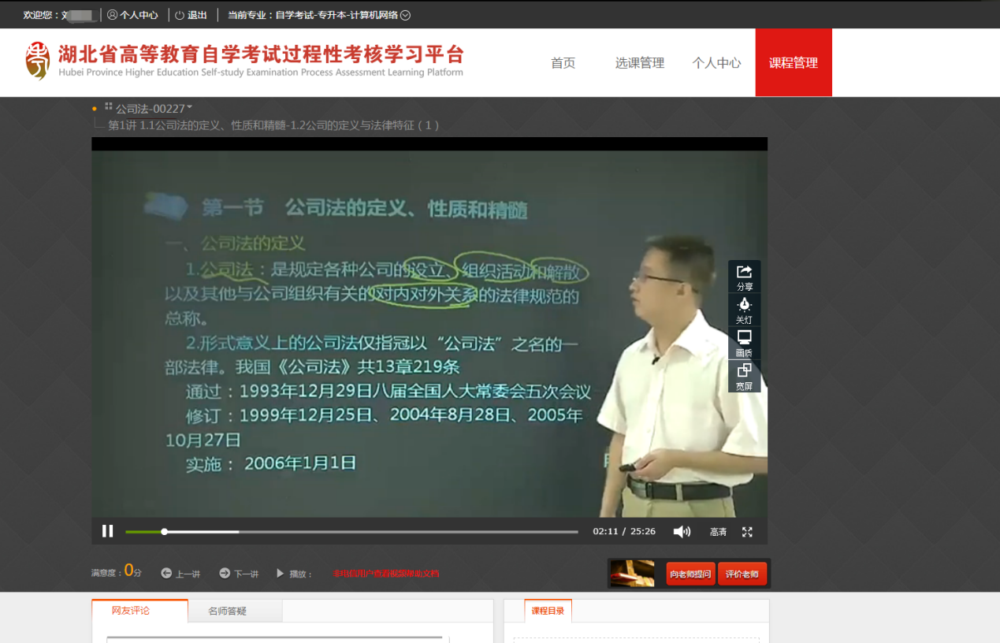 欢迎您：刘
个人中心
退出
当前专业：自学考试-专升本-计算机网络
湖北省高等教育自学考试过程性考核学习平台
Hubei Province Higher Education Self-study Examination Process Assessment Learning Platform
首页
选课管理
个人中心
课程管理
公司法-00227
第1讲 1.1公司法的定义、性质和精髓-1.2公司的定义与法律特征（1）
第一节 公司法的定义、性质和精髓
一、公司法的定义
1.公司法：是规定各种公司的设立、组织活动和解散
以及其他与公司组织有关的对内对外关系的法律规范的
总称。
2.形式意义上的公司法仅指冠以“公司法”之名的一
部法律。我国《公司法》共13章219条
通过：1993年12月29日八届全国人大常委会五次会议
修订：1999年12月25日、2004年8月28日、2005年
10月27日
实施： 2006年1月1日
分享
关灯
画质
宽屏
02:11 / 25:26
高清
满意度：0分
上一讲
下一讲
播放：
非电信用户查看视频帮助文档
向老师提问
评价老师
网友评论
名师答疑
课程目录